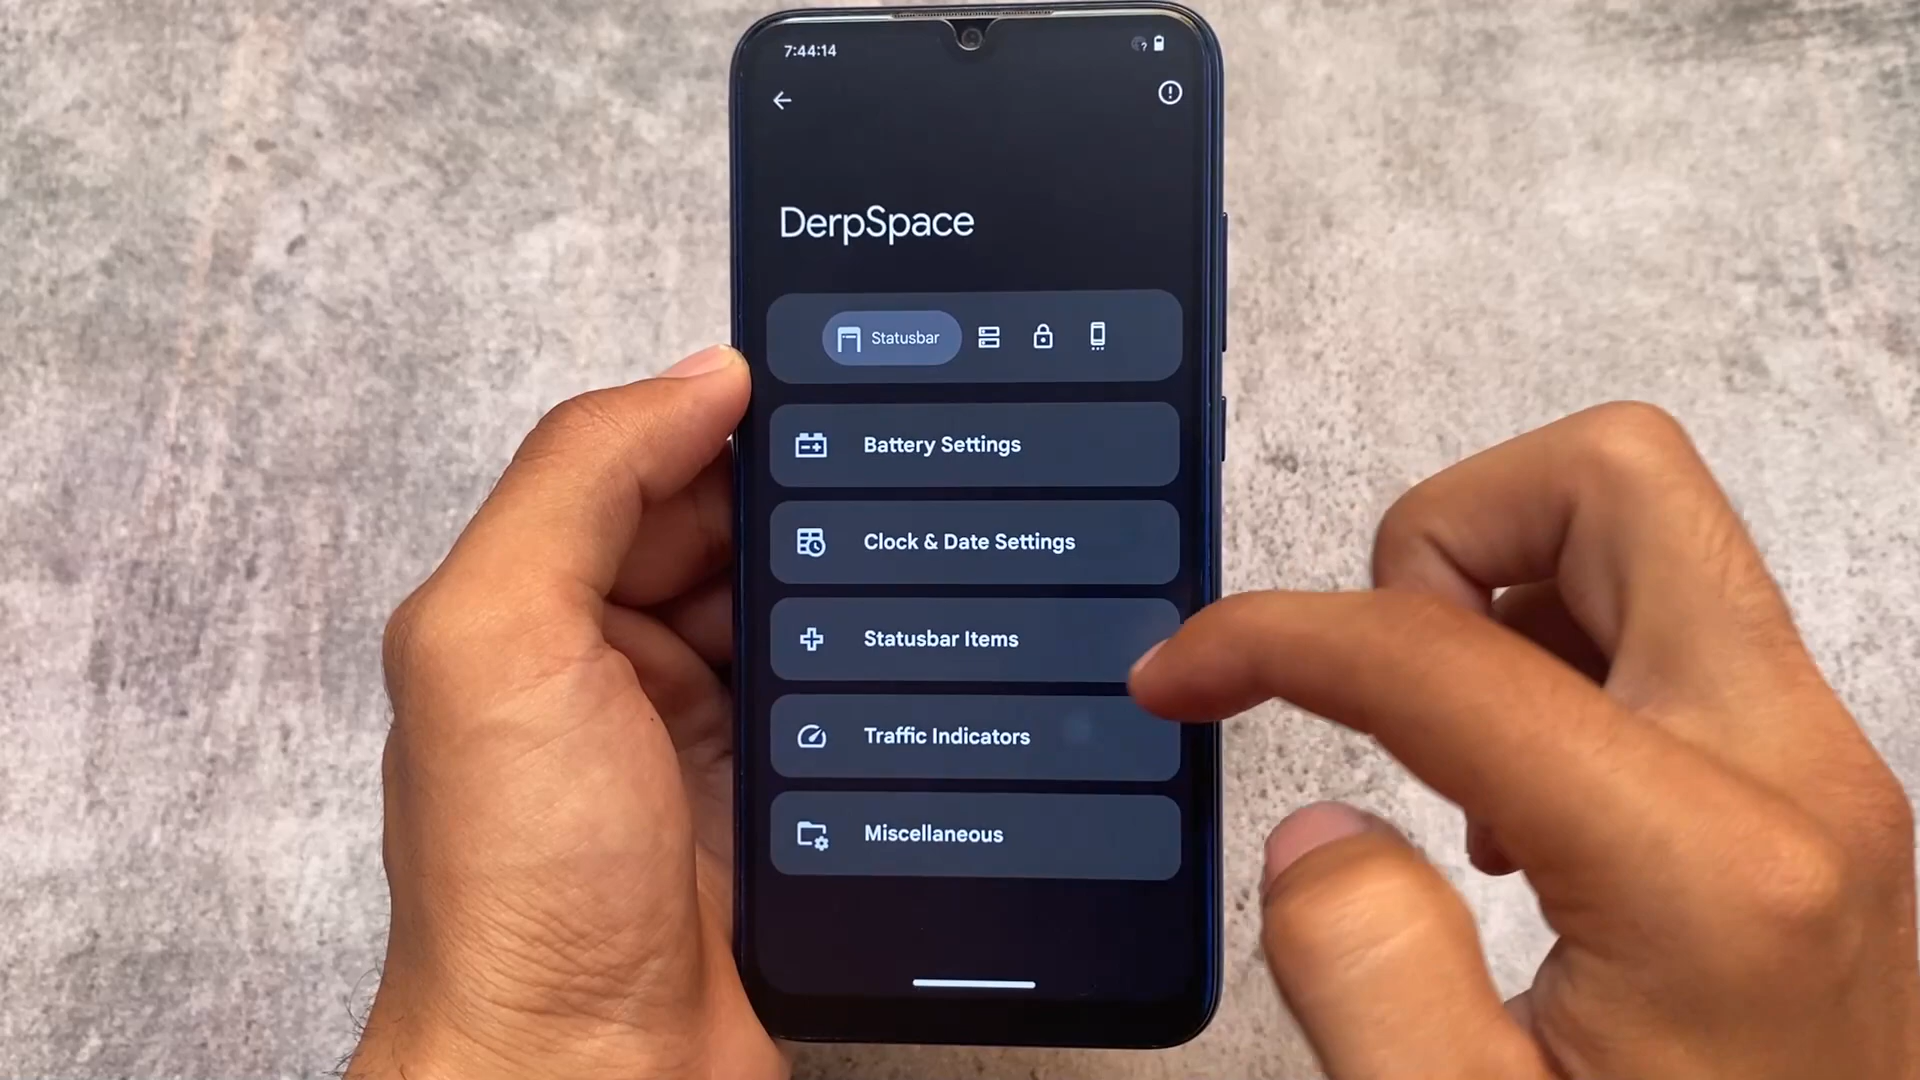 7:44:14
DerpSpace
Statusbar
Battery Settings
Clock & Date Settings
Statusbar Items
Traffic Indicators
Miscellaneous